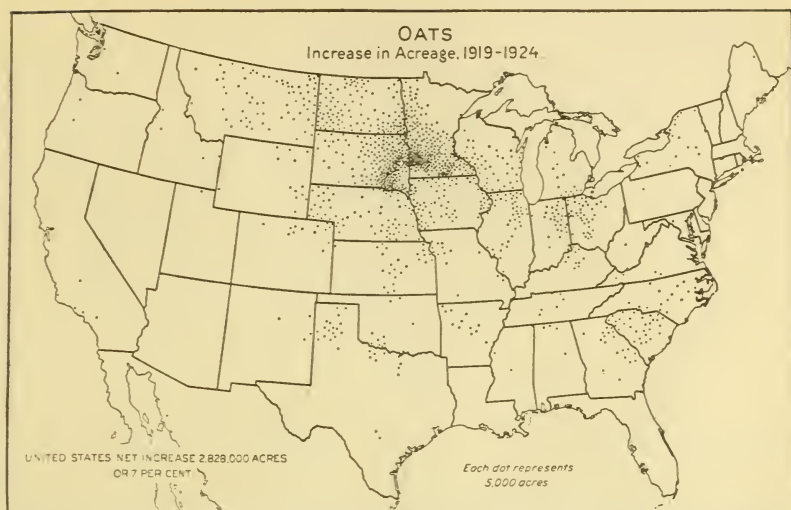 OATS
Increase in Acreage, 1919-1924
UNITED STATES NET INCREASE 2,828,000 ACRES
OR 7 PER CENT
Each dot represents
5,000 acres